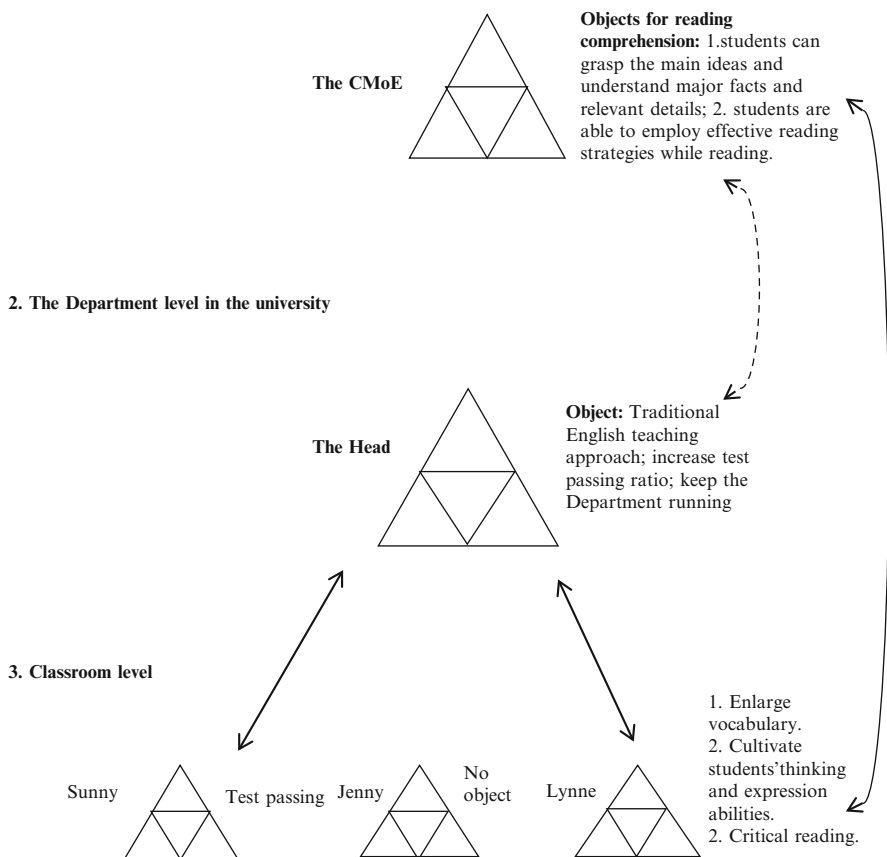 The CMoE
Objects for reading
comprehension: 1.students can
grasp the main ideas and
understand major facts and
relevant details; 2. students are
able to employ effective reading
strategies while reading.
2. The Department level in the university
The Head
Object: Traditional
English teaching
approach; increase test
passing ratio; keep the
Department running
3. Classroom level
Sunny
Test passing
Jenny
No
object
Lynne
1. Enlarge
vocabulary.
2. Cultivate
students'thinking
and expression
abilities.
2. Critical reading.